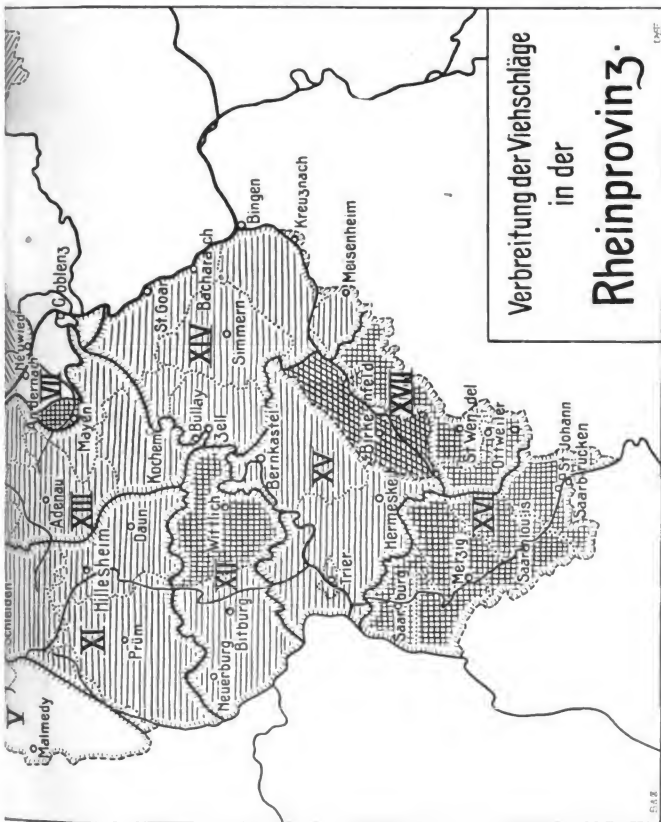 Verbreitung der Viehschläge
in der
Rheinprovinz.
V
Malmedy
Schleiden
XI
Hillesheim
Prüm
Adenau
XIII
Daun
Mayen
VII
Andernach
Neuwied
Coblenz
Kochem
Bullay
Zell
St Goar
Bacharach
XIV
Simmern
Bingen
Kreuznach
Meisenheim
Neuerburg
Bitburg
XII
Wittlich
Bernkastel
XV
Trier
Hermeskeil
Birkenfeld
XVII
St Wendel
Ottweiler
Saarburg
Merzig
XVI
Saarlouis
St Johann
Saarbrücken